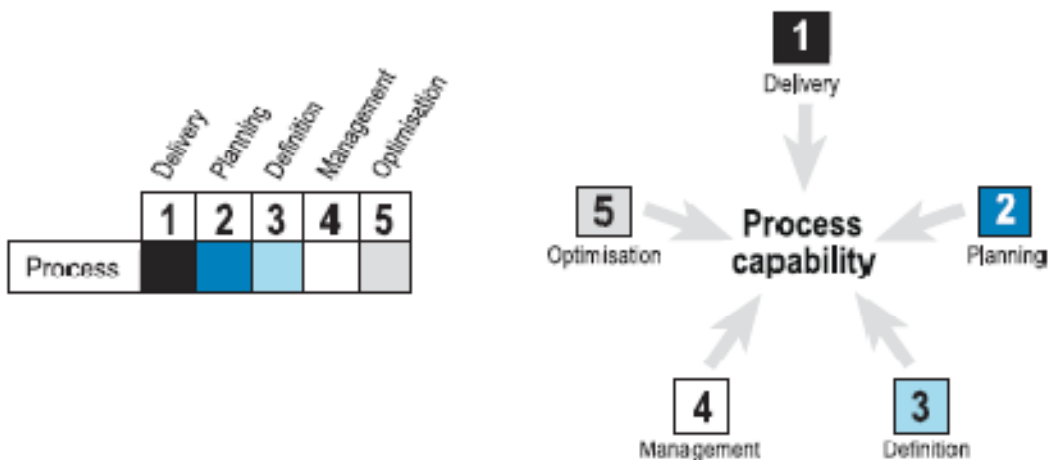 Delivery
Planning
Definition
Management
Optimisation
1 2 3 4 5
Process
1
Delivery
5
Optimisation
Process
capability
2
Planning
4
Management
3
Definition